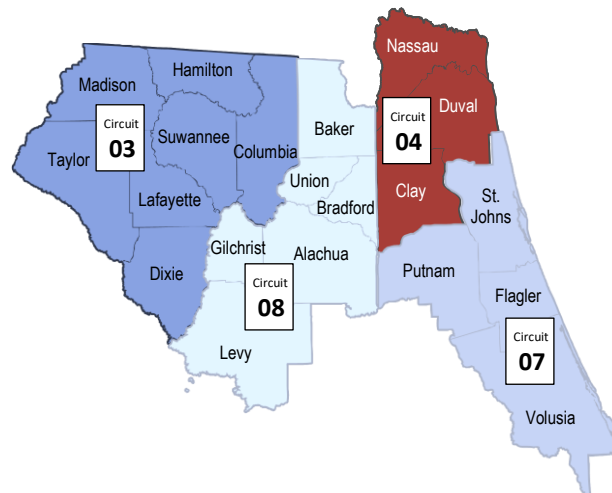 Nassau
Hamilton
Madison
Duval
Circuit
03
Circuit
04
Baker
Suwannee
Columbia
Taylor
Union
Clay
St.
Johns
Lafayette
Bradford
Gilchrist
Alachua
Putnam
Dixie
Circuit
08
Flagler
Circuit
07
Levy
Volusia